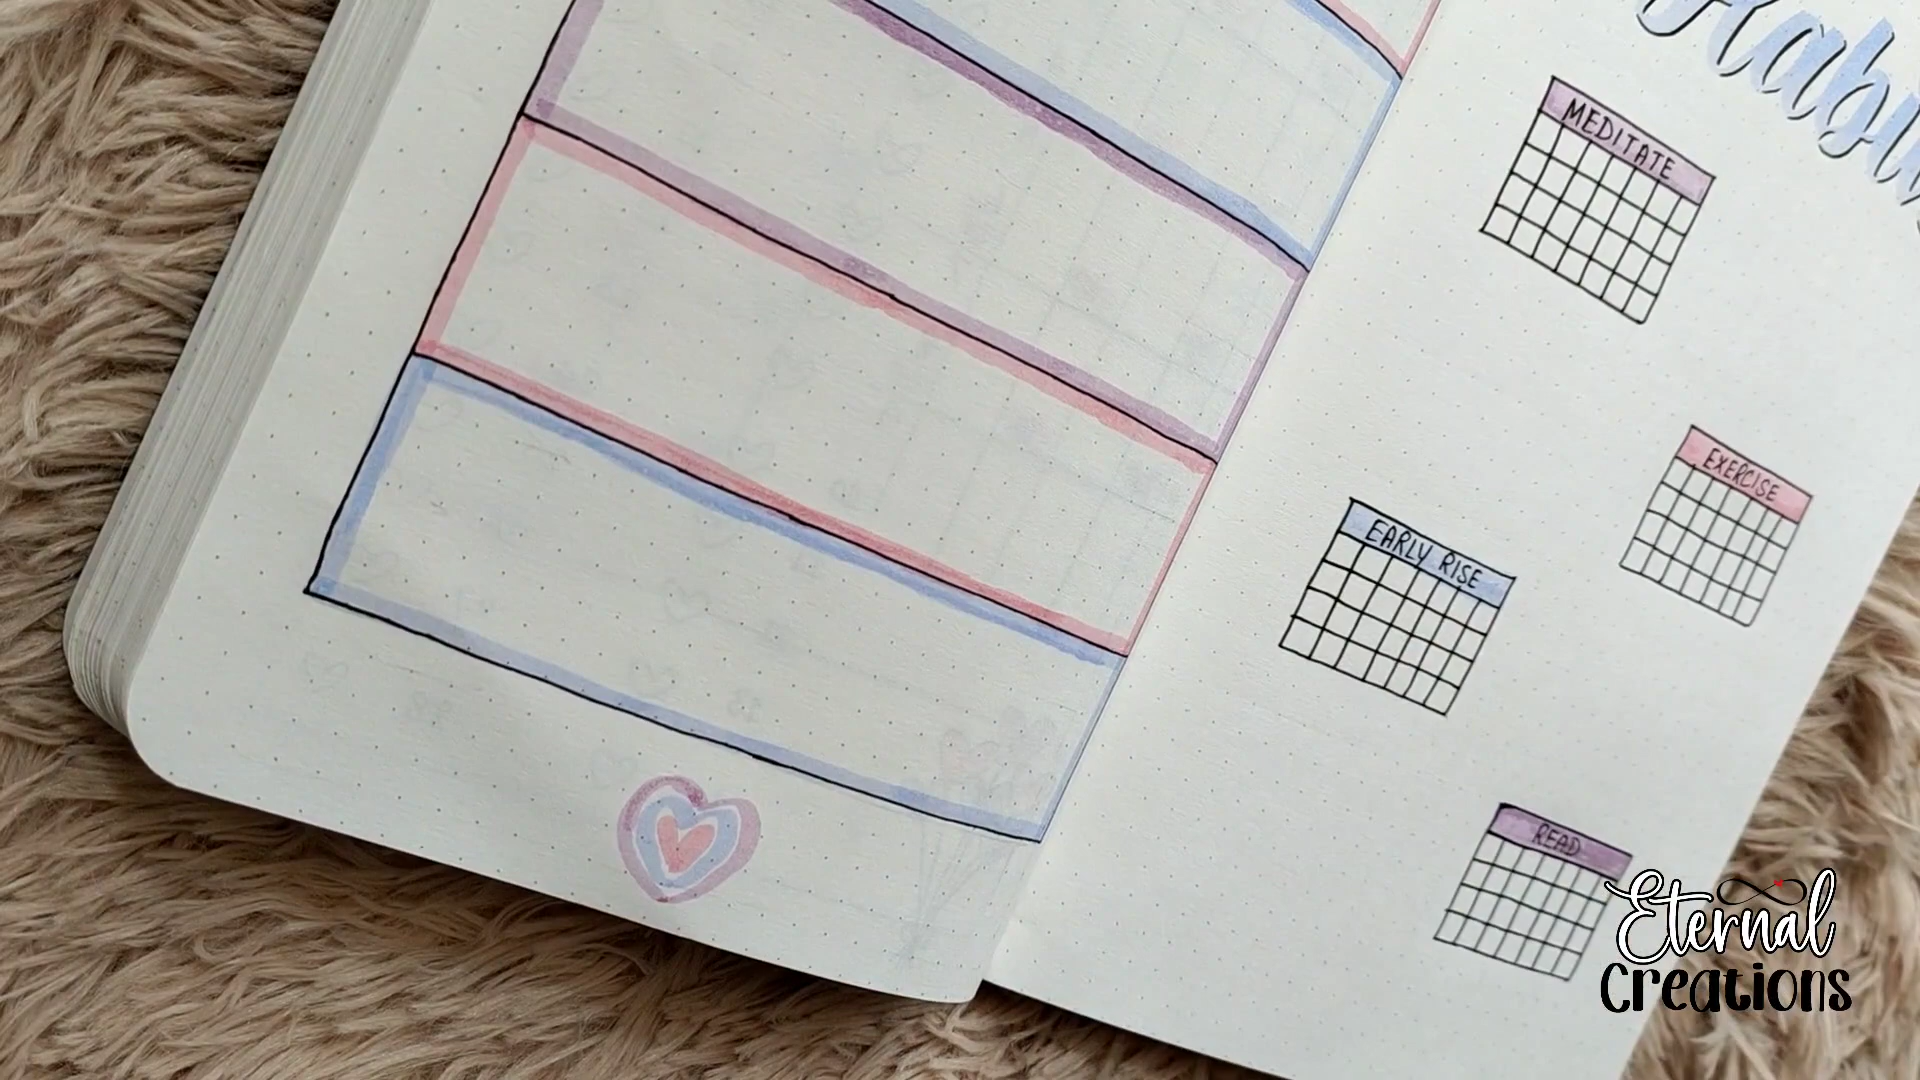 MEDITATE
EXERCISE
EARLY RISE
READ
Eternal
Creations